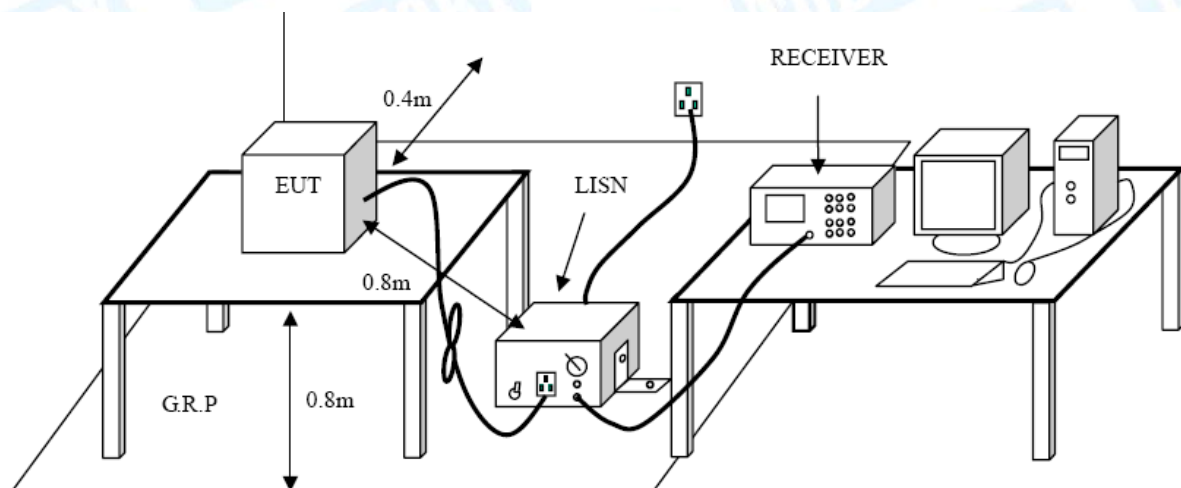 RECEIVER
0.4m
EUT
LISN
0.8m
G.R.P
0.8m